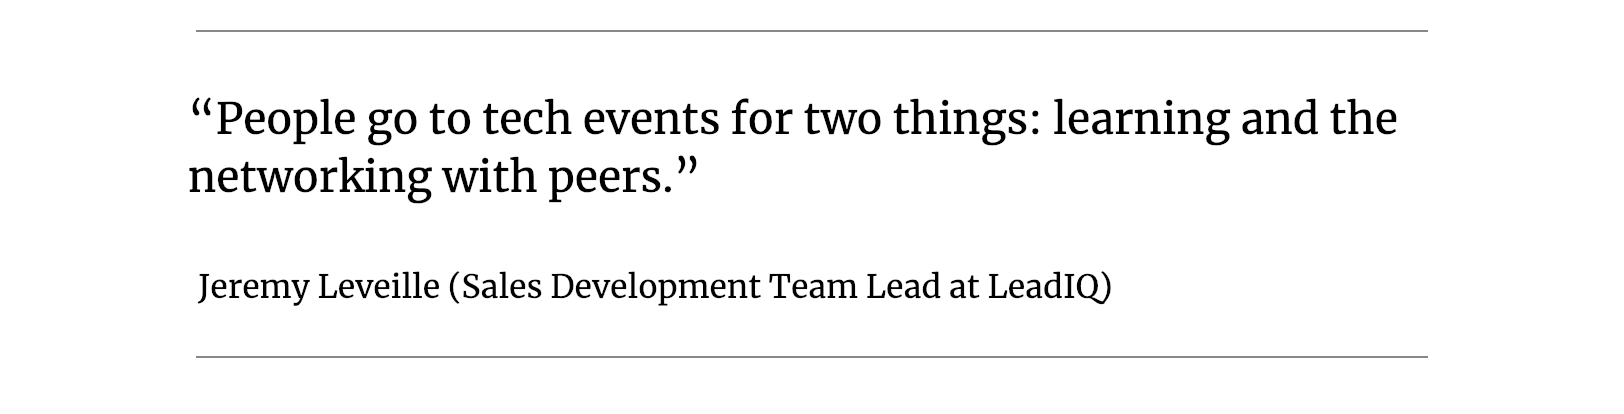 “People go to tech events for two things: learning and the
networking with peers.”
Jeremy Leveille (Sales Development Team Lead at LeadIQ)